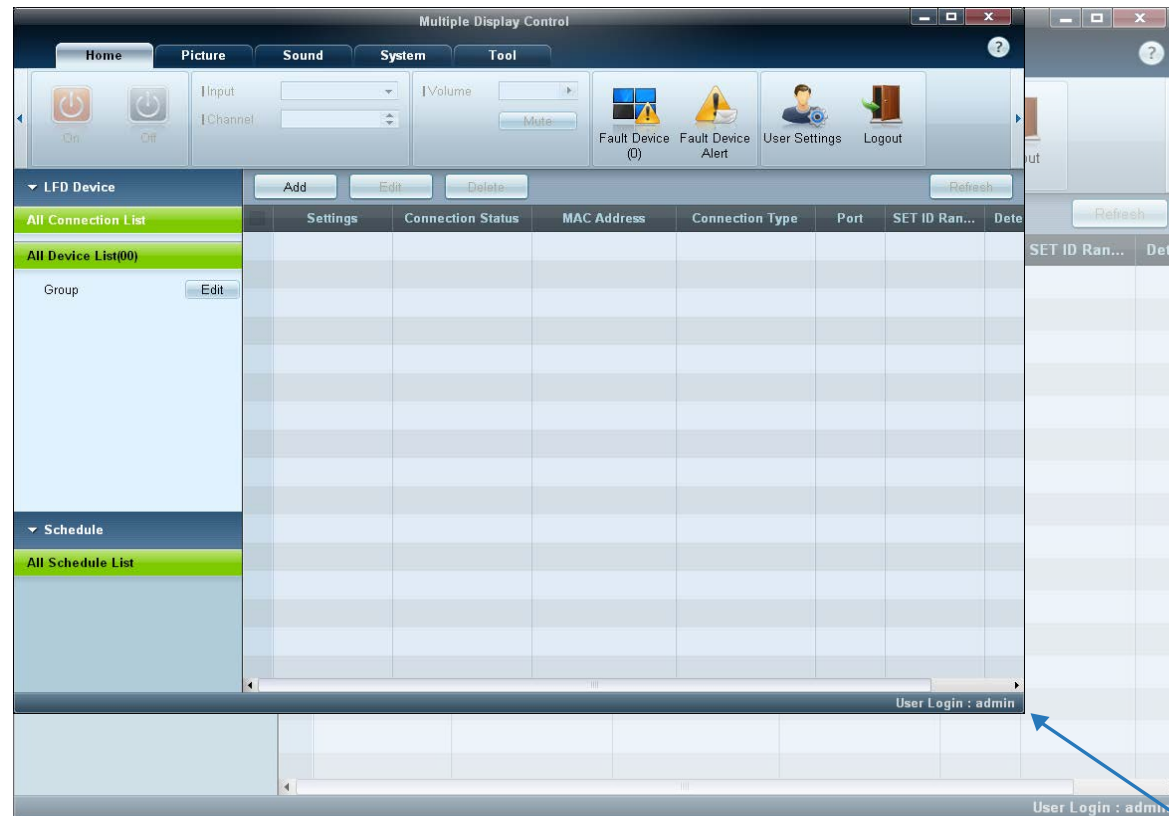 Multiple Display Control
Home Picture Sound System Tool ?
?
Input
Volume
Channel
Mute
On Off
Fault Device (0)
Fault Device Alert
User Settings
Logout
out
LFD Device
Add Edit Delete Refresh
Refresh
All Connection List
Settings Connection Status MAC Address Connection Type Port SET ID Ran... Dete
SET ID Ran... Det
All Device List(00)
Group Edit
Schedule
All Schedule List
User Login : admin
User Login : admin